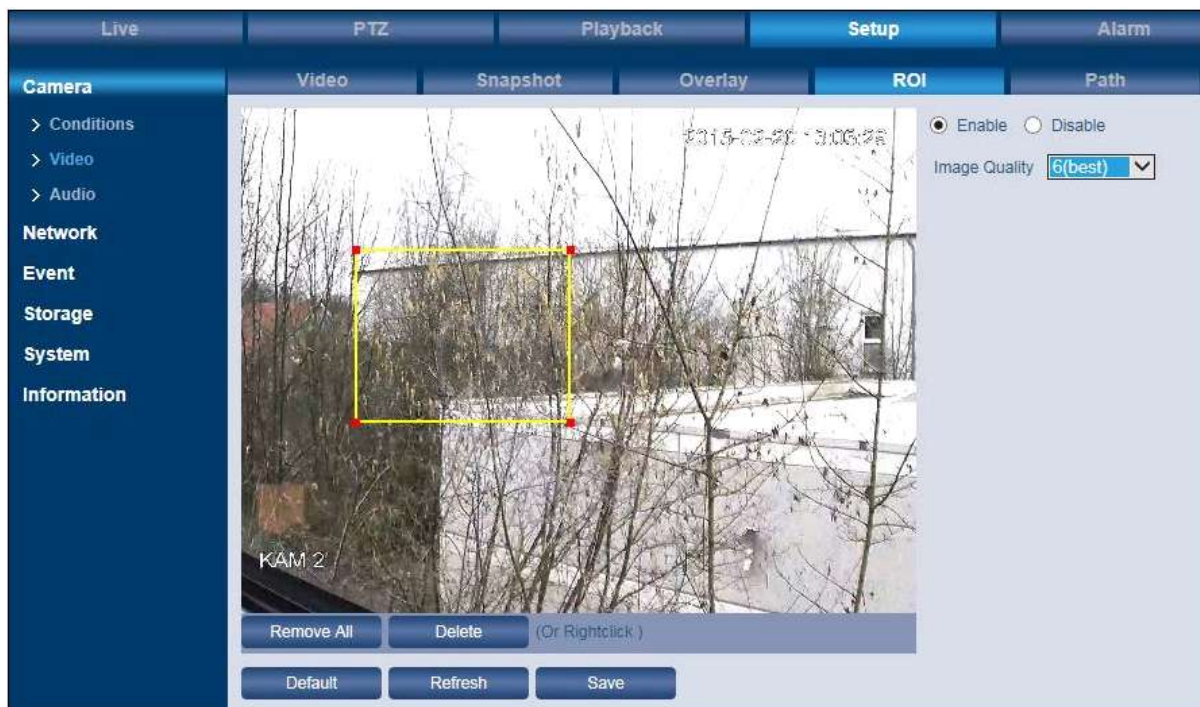 Live PTZ Playback Setup Alarm
Camera Video Snapshot Overlay ROI Path
> Conditions
> Video
> Audio
Network
Event
Storage
System
Information
Enable Disable
Image Quality 6(best)
KAM 2
Remove All Delete (Or Rightclick )
Default Refresh Save